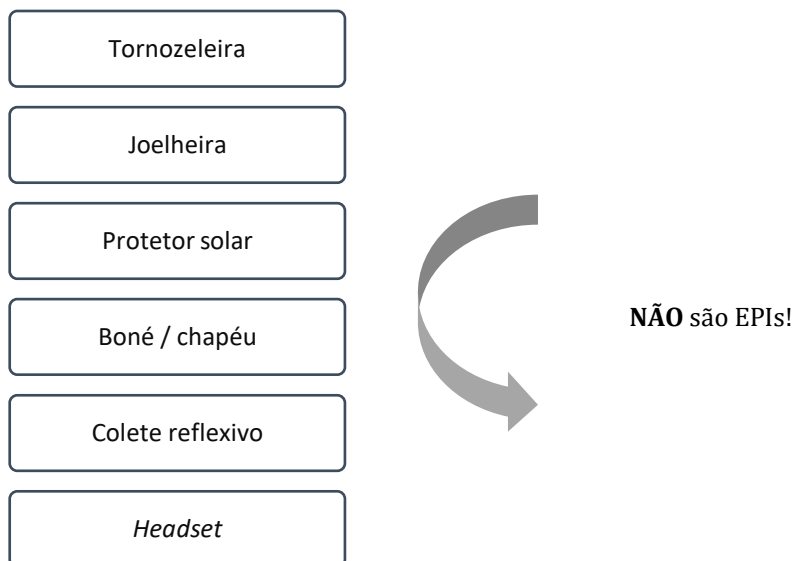 Tornozeleira
Joelheira
Protetor solar
Boné / chapéu
Colete reflexivo
Headset
NÃO são EPIs!